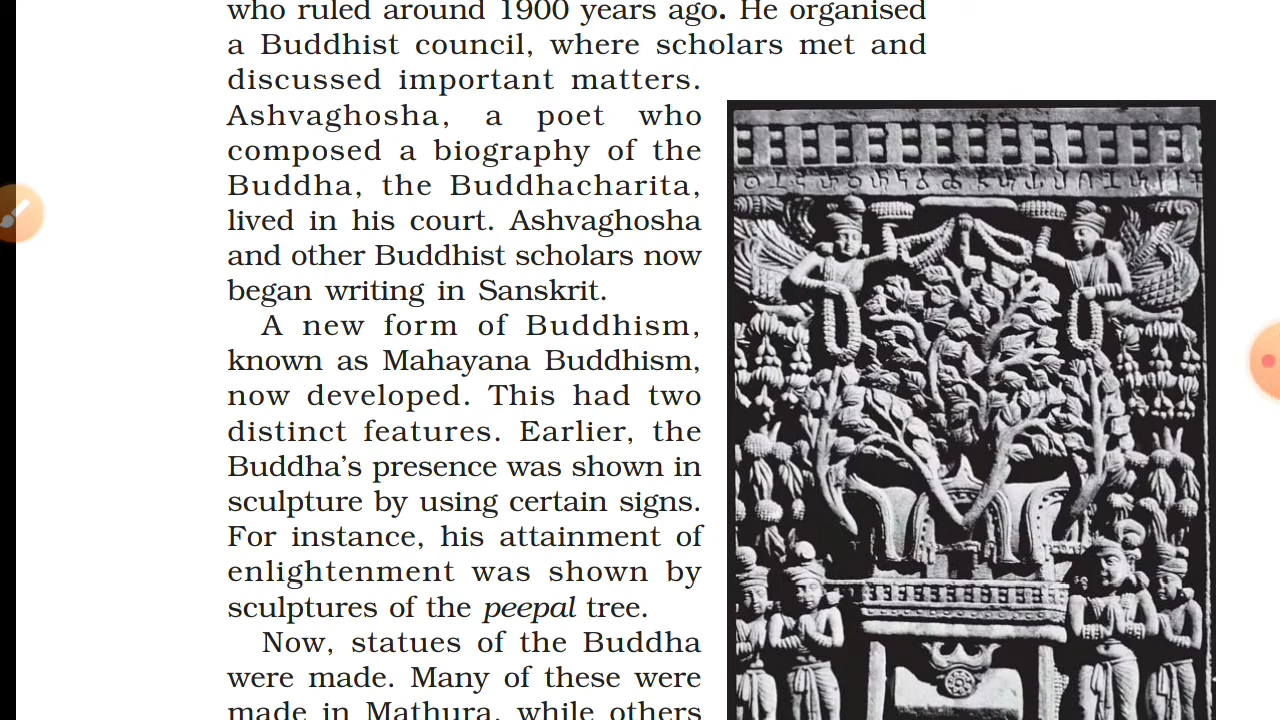 who ruled around 1900 years ago. He organised
a Buddhist council, where scholars met and
discussed important matters.
Ashvaghosha, a poet who
composed a biography of the
Buddha, the Buddhacharita,
lived in his court. Ashvaghosha
and other Buddhist scholars now
began writing in Sanskrit.
A new form of Buddhism,
known as Mahayana Buddhism,
now developed. This had two
distinct features. Earlier, the
Buddha’s presence was shown in
sculpture by using certain signs.
For instance, his attainment of
enlightenment was shown by
sculptures of the peepal tree.
Now, statues of the Buddha
were made. Many of these were
made in Mathura, while others